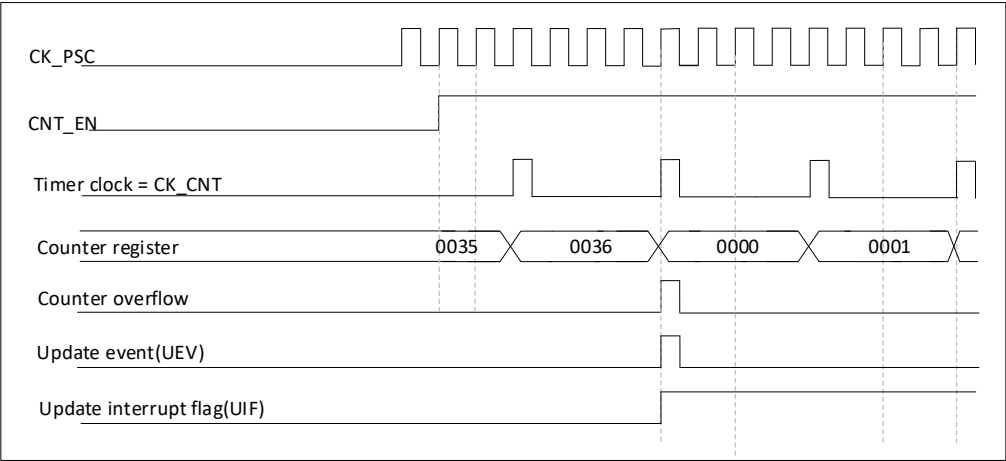 CK_PSC
CNT_EN
Timer clock = CK_CNT
Counter register 0035 0036 0000 0001
Counter overflow
Update event(UEV)
Update interrupt flag(UIF)